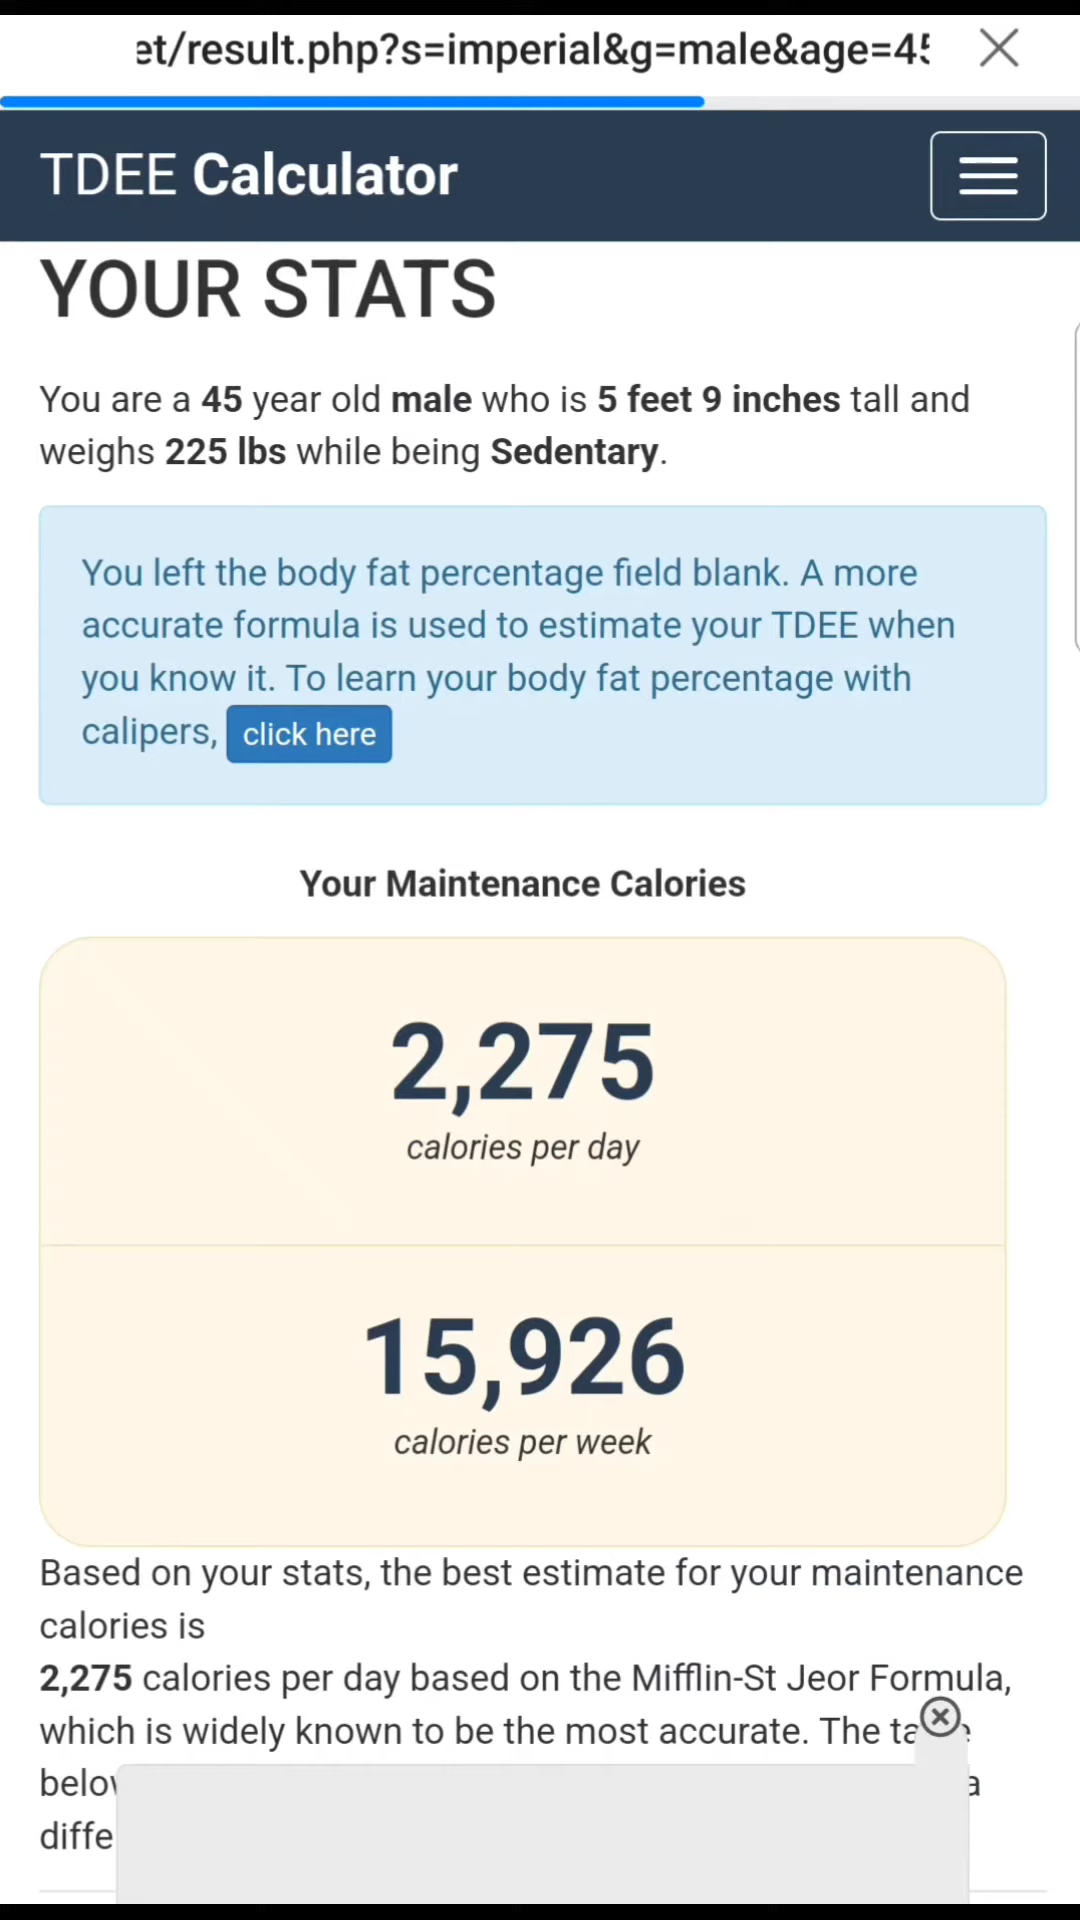 et/result.php?s=imperial&g=male&age=45
TDEE Calculator
YOUR STATS
You are a 45 year old male who is 5 feet 9 inches tall and
weighs 225 lbs while being Sedentary.
You left the body fat percentage field blank. A more
accurate formula is used to estimate your TDEE when
you know it. To learn your body fat percentage with
calipers, click here
Your Maintenance Calories
2,275
calories per day
15,926
calories per week
Based on your stats, the best estimate for your maintenance
calories is
2,275 calories per day based on the Mifflin-St Jeor Formula,
which is widely known to be the most accurate. The
a